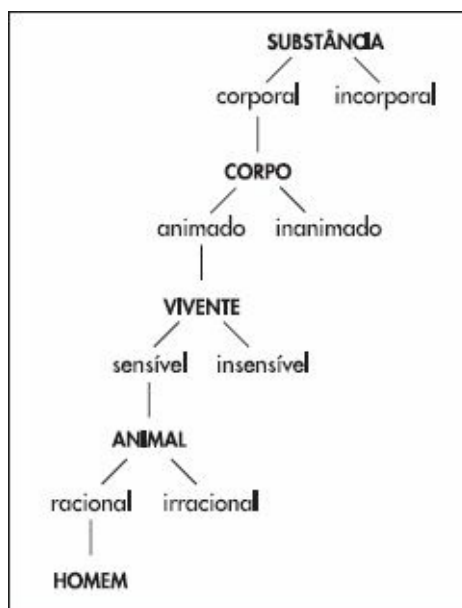 SUBSTÂNCIA
corporal incorporal
CORPO
animado inanimado
VIVENTE
sensível insensível
ANIMAL
racional irracional
HOMEM